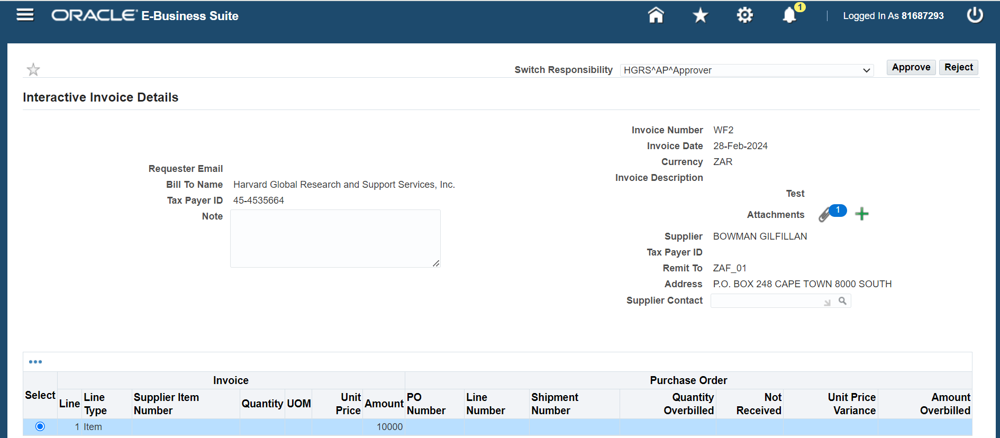 ORACLE E-Business Suite
1
Logged In As 81687293
Switch Responsibility HGRS^AP^Approver
Approve Reject
Interactive Invoice Details
Requester Email
Bill To Name Harvard Global Research and Support Services, Inc.
Tax Payer ID 45-4535664
Note
Invoice Number WF2
Invoice Date 28-Feb-2024
Currency ZAR
Invoice Description
Test
Attachments 1
Supplier BOWMAN GILFILLAN
Tax Payer ID
Remit To ZAF_01
Address P.O. BOX 248 CAPE TOWN 8000 SOUTH
Supplier Contact
Invoice Purchase Order
Select Line Line Type Supplier Item Number Quantity UOM Unit Price Amount PO Number Line Number Shipment Number Quantity Overbilled Not Received Unit Price Variance Amount Overbilled
1 Item 10000